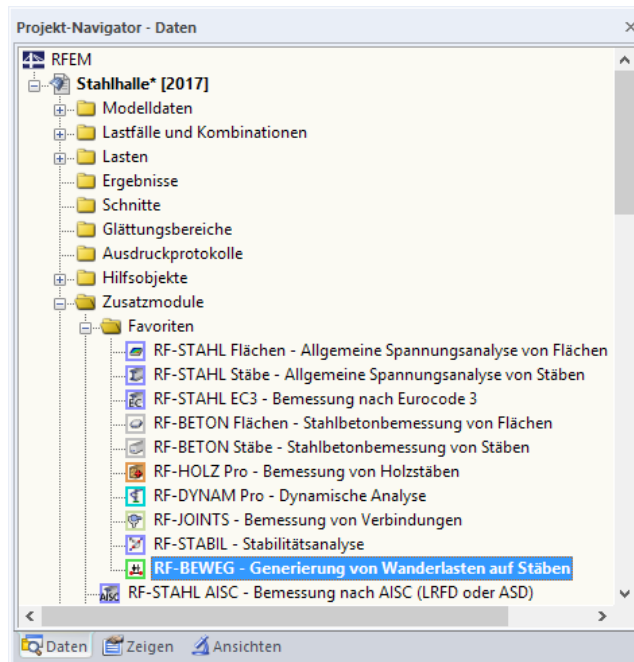 Projekt-Navigator - Daten
RFEM
Stahlhalle* [2017]
Modelldaten
Lastfälle und Kombinationen
Lasten
Ergebnisse
Schnitte
Glättungsbereiche
Ausdruckprotokolle
Hilfsobjekte
Zusatzmodule
Favoriten
RF-STAHL Flächen - Allgemeine Spannungsanalyse von Flächen
RF-STAHL Stäbe - Allgemeine Spannungsanalyse von Stäben
EC RF-STAHL EC3 - Bemessung nach Eurocode 3
RF-BETON Flächen - Stahlbetonbemessung von Flächen
RF-BETON Stäbe - Stahlbetonbemessung von Stäben
RF-HOLZ Pro - Bemessung von Holzstäben
RF-DYNAM Pro - Dynamische Analyse
RF-JOINTS - Bemessung von Verbindungen
RF-STABIL - Stabilitätsanalyse
RF-BEWEG - Generierung von Wanderlasten auf Stäben
AISC RF-STAHL AISC - Bemessung nach AISC (LRFD oder ASD)
Daten Zeigen Ansichten